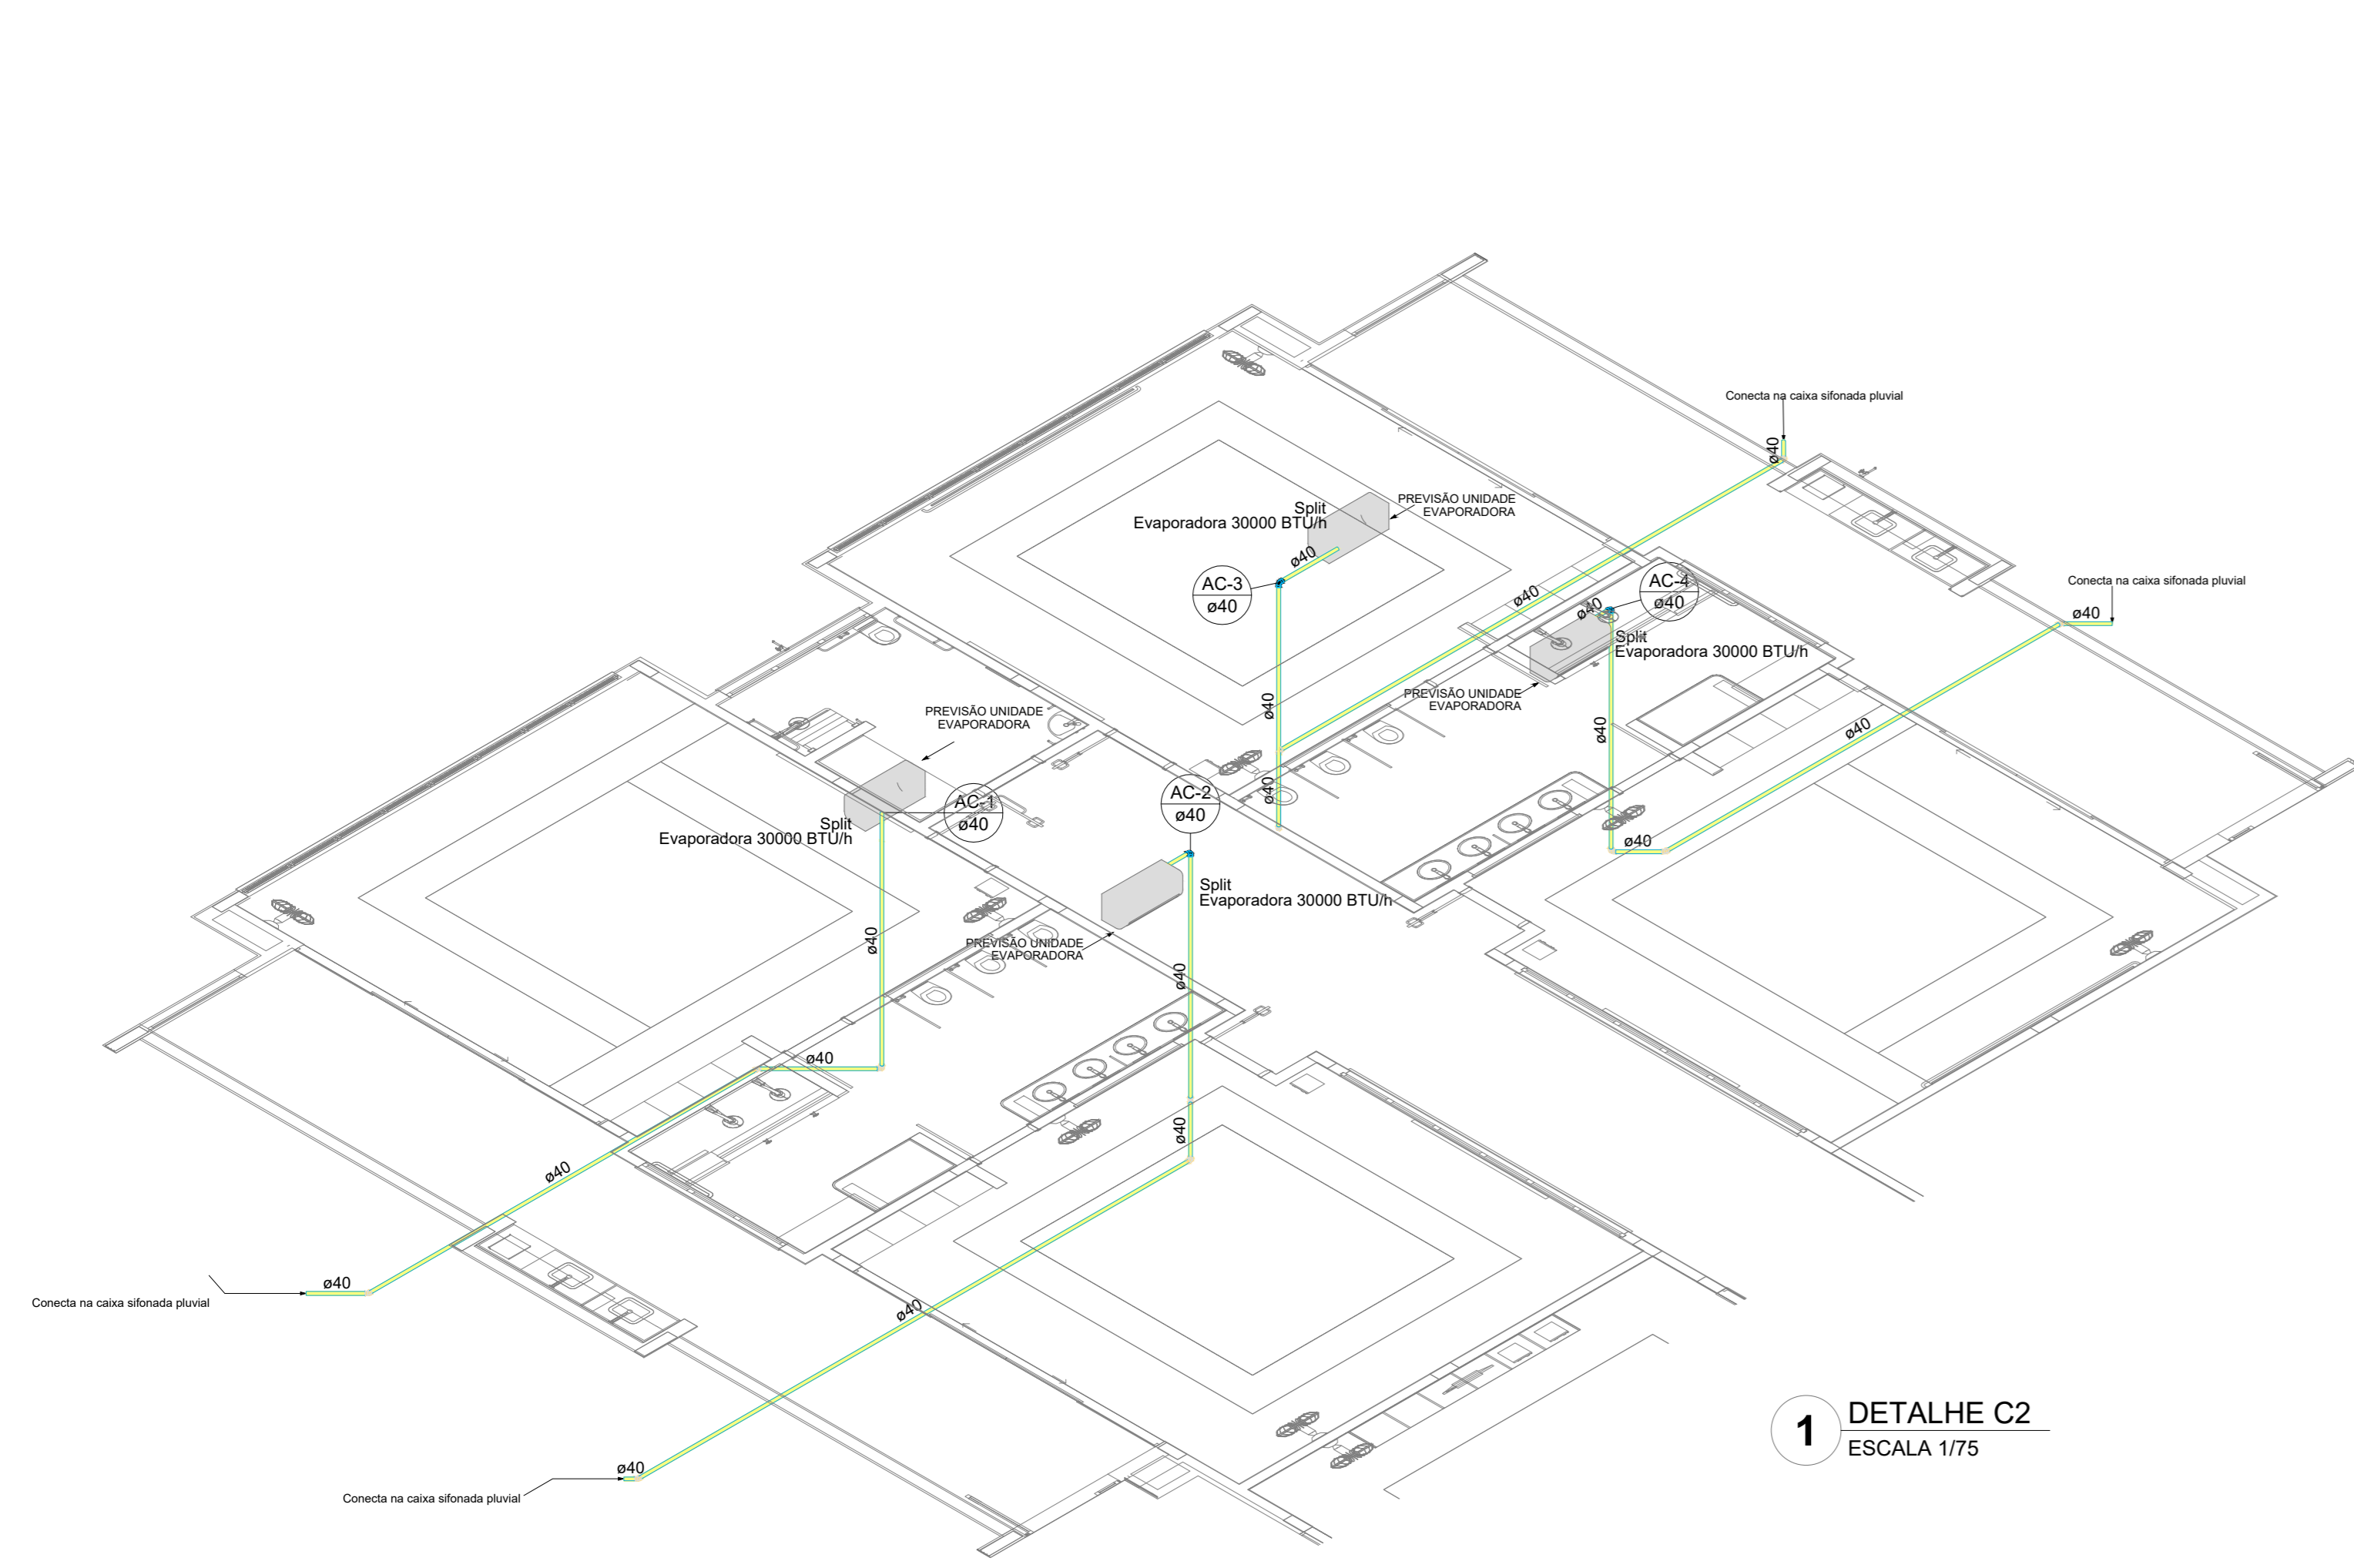 Conecta na caixa sifonada pluvial
ø40
PREVISÃO UNIDADE
EVAPORADORA
Split
Evaporadora 30000 BTU/h
ø40
AC-3
ø40
Conecta na caixa sifonada pluvial
ø40
AC-4
ø40
ø40
ø40
Split
Evaporadora 30000 BTU/h
PREVISÃO UNIDADE
EVAPORADORA
ø40
ø40
ø40
ø40
ø40
PREVISÃO UNIDADE
EVAPORADORA
AC-1
ø40
Split
Evaporadora 30000 BTU/h
AC-2
ø40
Split
Evaporadora 30000 BTU/h
PREVISÃO UNIDADE
EVAPORADORA
ø40
ø40
ø40
ø40
ø40
ø40
Conecta na caixa sifonada pluvial
ø40
ø40
Conecta na caixa sifonada pluvial
1
DETALHE C2
ESCALA 1/75